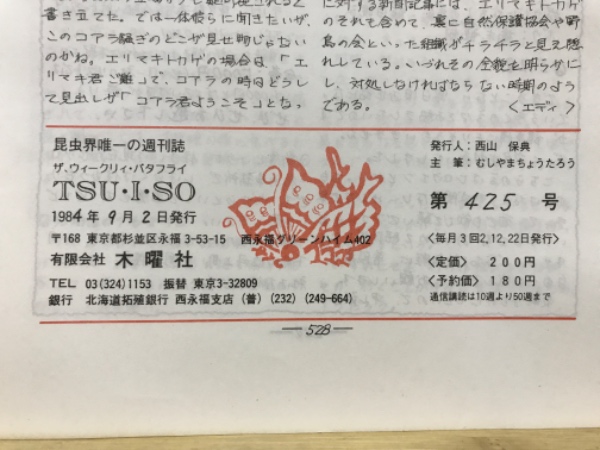 書き立てた。では一体彼らに聞きたいが、
このコアラ騒ぎのどこが見せ物じゃない
のかね。エリマキトカゲの場合は「エ
リマキ君ご難」で、コアラの時はどうし
て見出しが「コアラ君ようこそ」となっ
に対する新聞記事には、エリマキトカゲ
のそれで含めて、裏に自然保護協会や野
鳥の会といった組織がチラチラと見え隠
れしている。いづれその全貌を明らかに
し、対処しなければならない時期のよう
である。 〈エディ〉
昆虫界唯一の週刊誌
ザ.ウィークリィ・バタフライ
TSU・I・SO
1984年9月2日発行
〒168 東京都杉並区永福3-53-15 西永福グリーンハイム402
有限会社 木曜社
TEL 03(324)1153 振替 東京3-32809
銀行 北海道拓殖銀行 西永福支店(普)(232)(249-664)
発行人:西山 保典
主 筆:むしやまちょうたろう
第 425 号
<毎月3回2,12,22日発行>
<定価> 200円
<予約価> 180円
通信購読は10週より50週まで
—528—